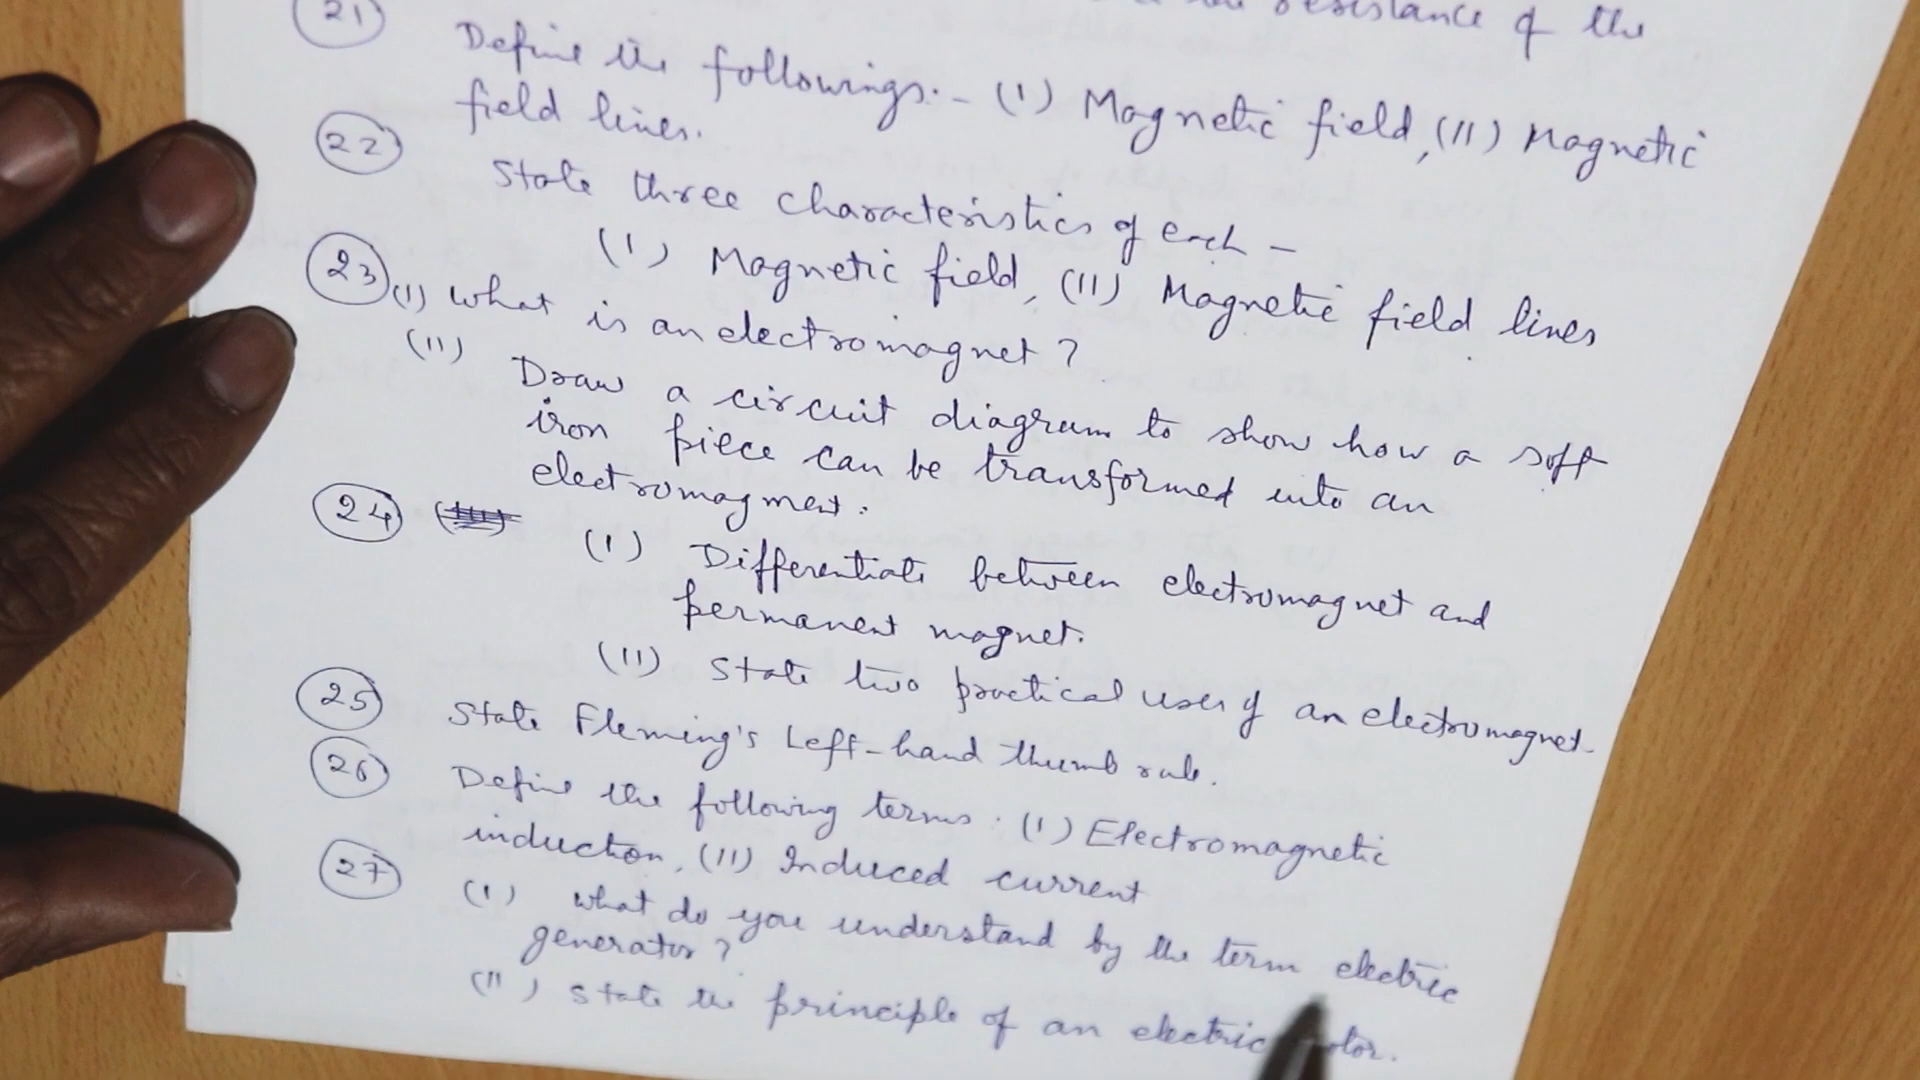 resistance of the
21 Define the followings:- (I) Magnetic field, (II) Magnetic
field lines.
22 State three characteristics of each –
(I) Magnetic field, (II) Magnetic field lines
23 (I) What is an electromagnet?
(II) Draw a circuit diagram to show how a soft
iron piece can be transformed into an
electromagnet.
24 (I) Differentiate between electromagnet and
permanent magnet.
(II) State two practical uses of an electromagnet.
25 State Fleming's Left-hand thumb rule.
26 Define the following terms: (I) Electromagnetic
induction, (II) Induced current
27 (I) What do you understand by the term electric
generator?
(II) State the principle of an electric